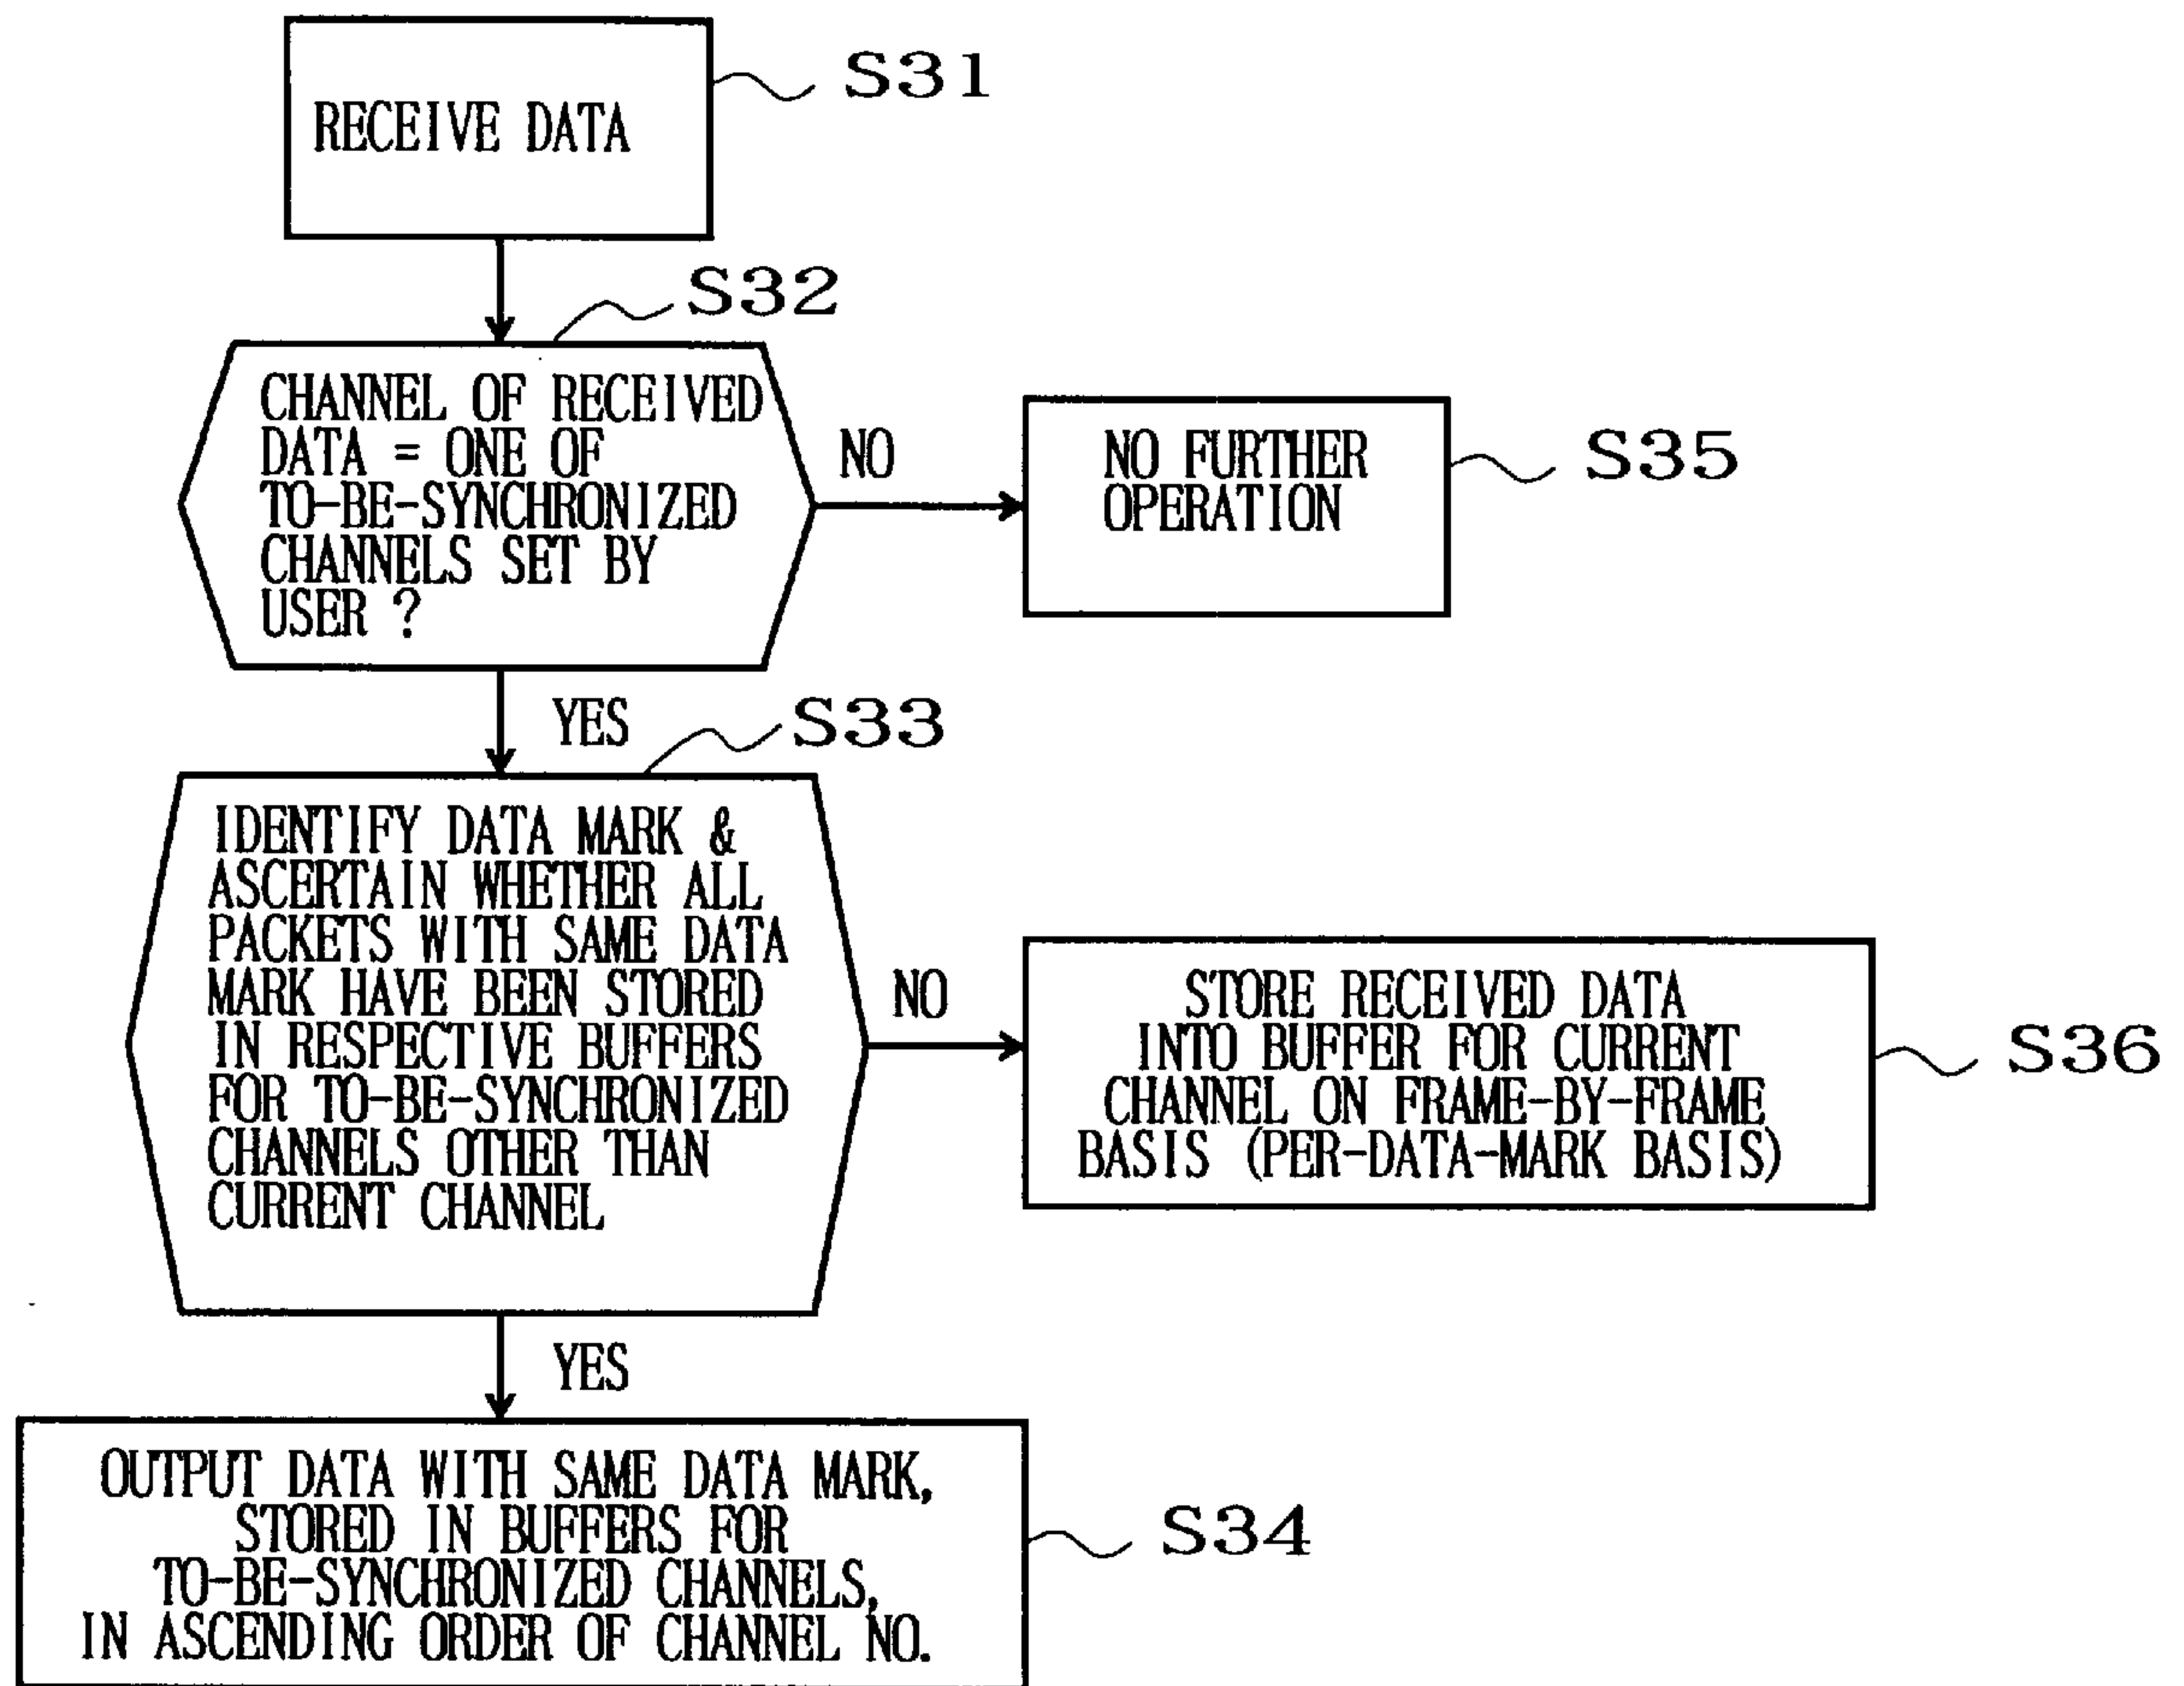 RECEIVE DATA
S31
S32
CHANNEL OF RECEIVED
DATA = ONE OF
TO-BE-SYNCHRONIZED
CHANNELS SET BY
USER ?
NO
NO FURTHER
OPERATION
S35
YES
S33
IDENTIFY DATA MARK &
ASCERTAIN WHETHER ALL
PACKETS WITH SAME DATA
MARK HAVE BEEN STORED
IN RESPECTIVE BUFFERS
FOR TO-BE-SYNCHRONIZED
CHANNELS OTHER THAN
CURRENT CHANNEL
NO
STORE RECEIVED DATA
INTO BUFFER FOR CURRENT
CHANNEL ON FRAME-BY-FRAME
BASIS (PER-DATA-MARK BASIS)
S36
YES
OUTPUT DATA WITH SAME DATA MARK,
STORED IN BUFFERS FOR
TO-BE-SYNCHRONIZED CHANNELS,
IN ASCENDING ORDER OF CHANNEL NO.
S34